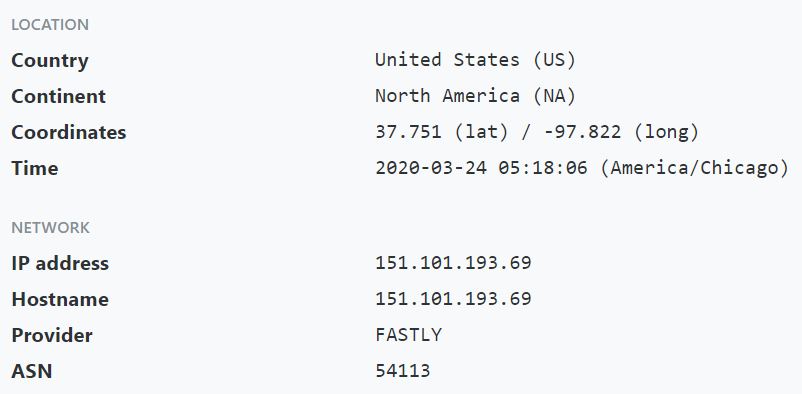 LOCATION
Country United States (US)
Continent North America (NA)
Coordinates 37.751 (lat) / -97.822 (long)
Time 2020-03-24 05:18:06 (America/Chicago)
NETWORK
IP address 151.101.193.69
Hostname 151.101.193.69
Provider FASTLY
ASN 54113